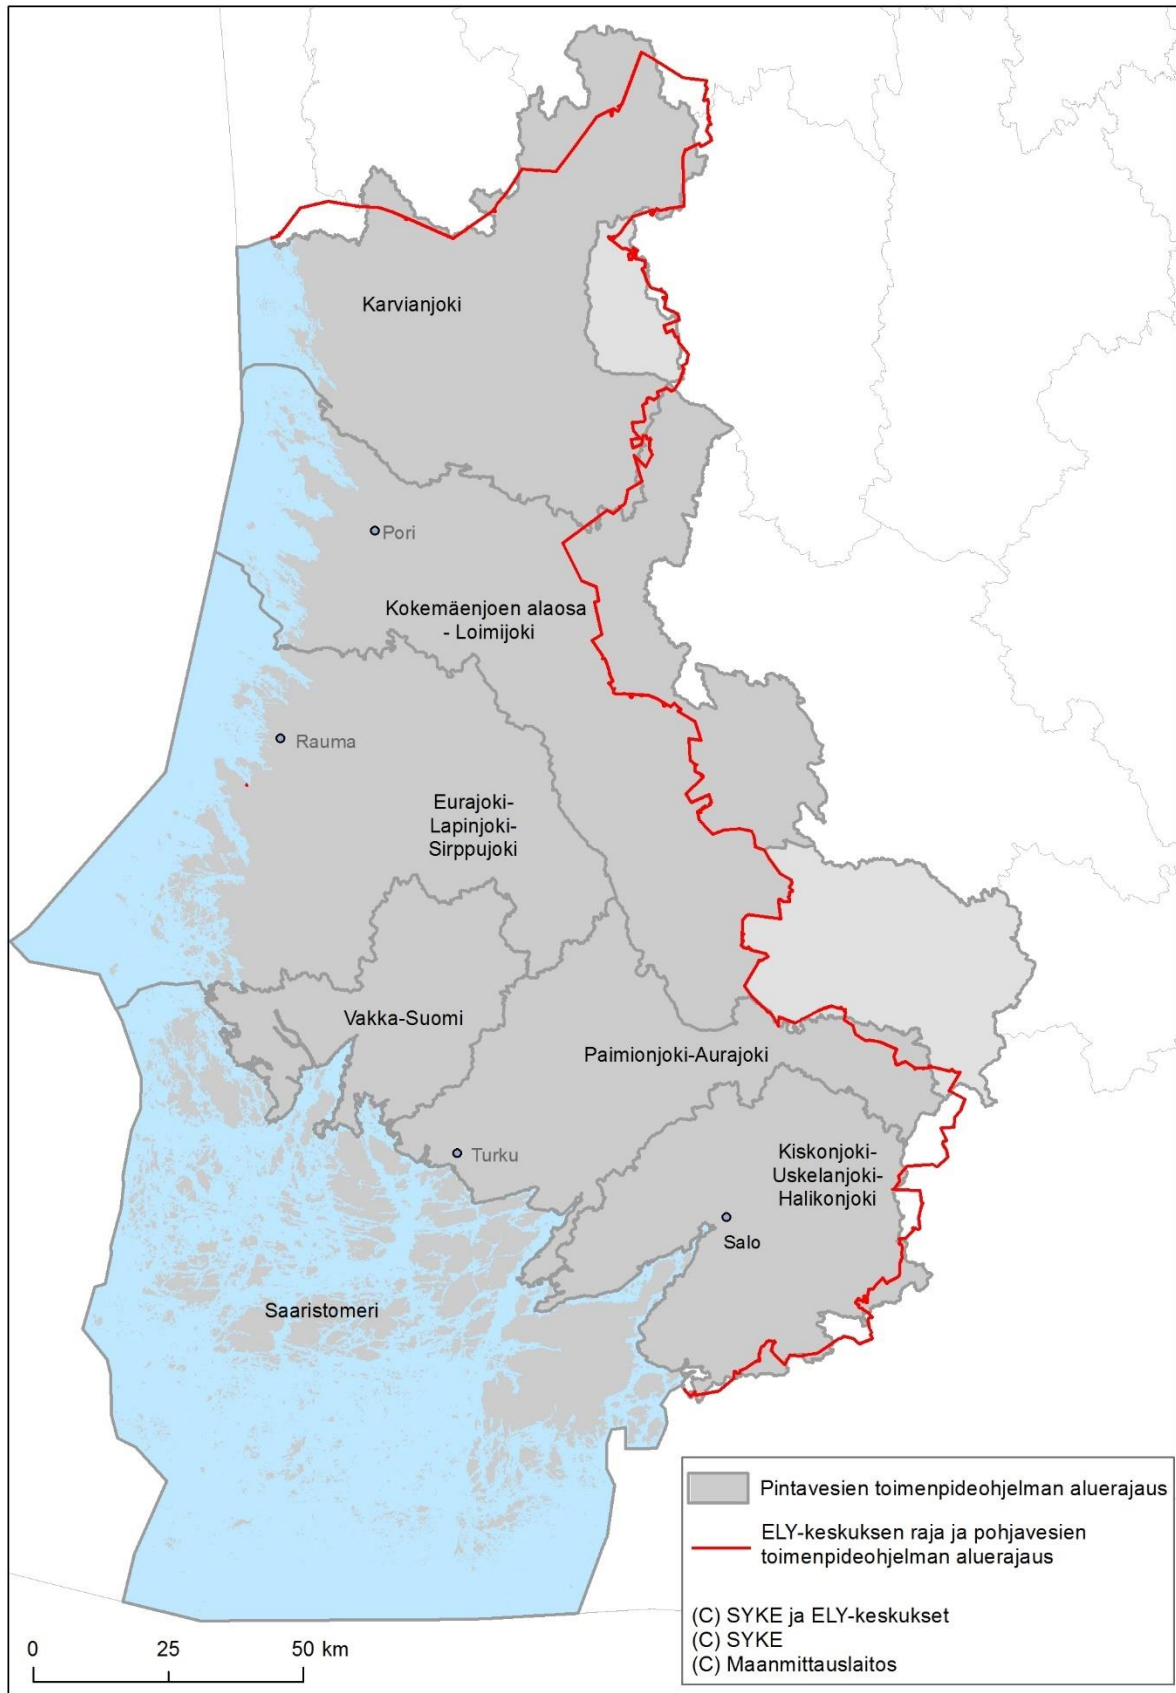 Karvianjoki
Pori
Kokemäenjoen alaosa
- Loimijoki
Rauma
Eurajoki-
Lapinjoki-
Sirppujoki
Vakka-Suomi
Paimionjoki-Aurajoki
Turku
Kiskonjoki-
Uskelanjoki-
Halikonjoki
Salo
Saaristomeri
Pintavesien toimenpideohjelman aluerajaus
ELY-keskuksen raja ja pohjavesien
toimenpideohjelman aluerajaus
(C) SYKE ja ELY-keskukset
(C) SYKE
(C) Maanmittauslaitos
0 25 50 km